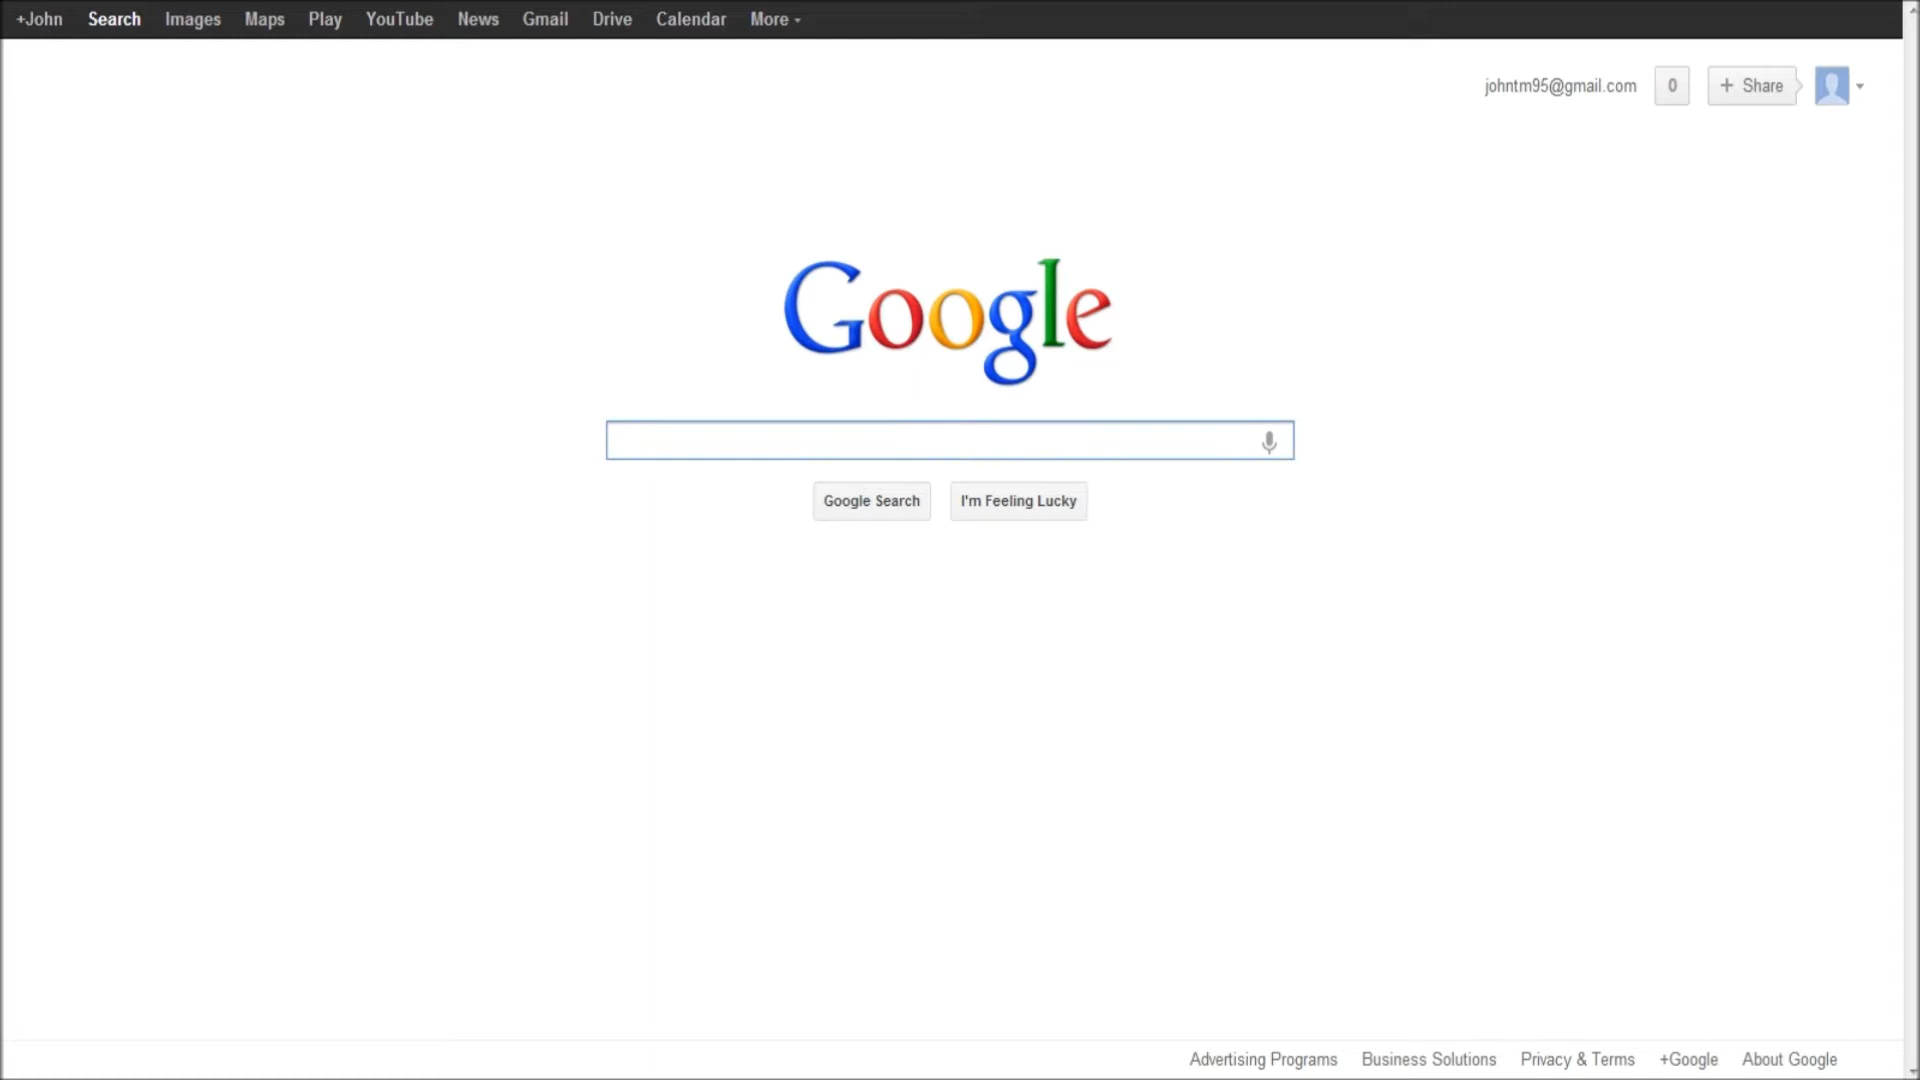 +John Search Images Maps Play YouTube News Gmail Drive Calendar More
johntm95@gmail.com 0 + Share
Google
Google Search I'm Feeling Lucky
Advertising Programs Business Solutions Privacy & Terms +Google About Google